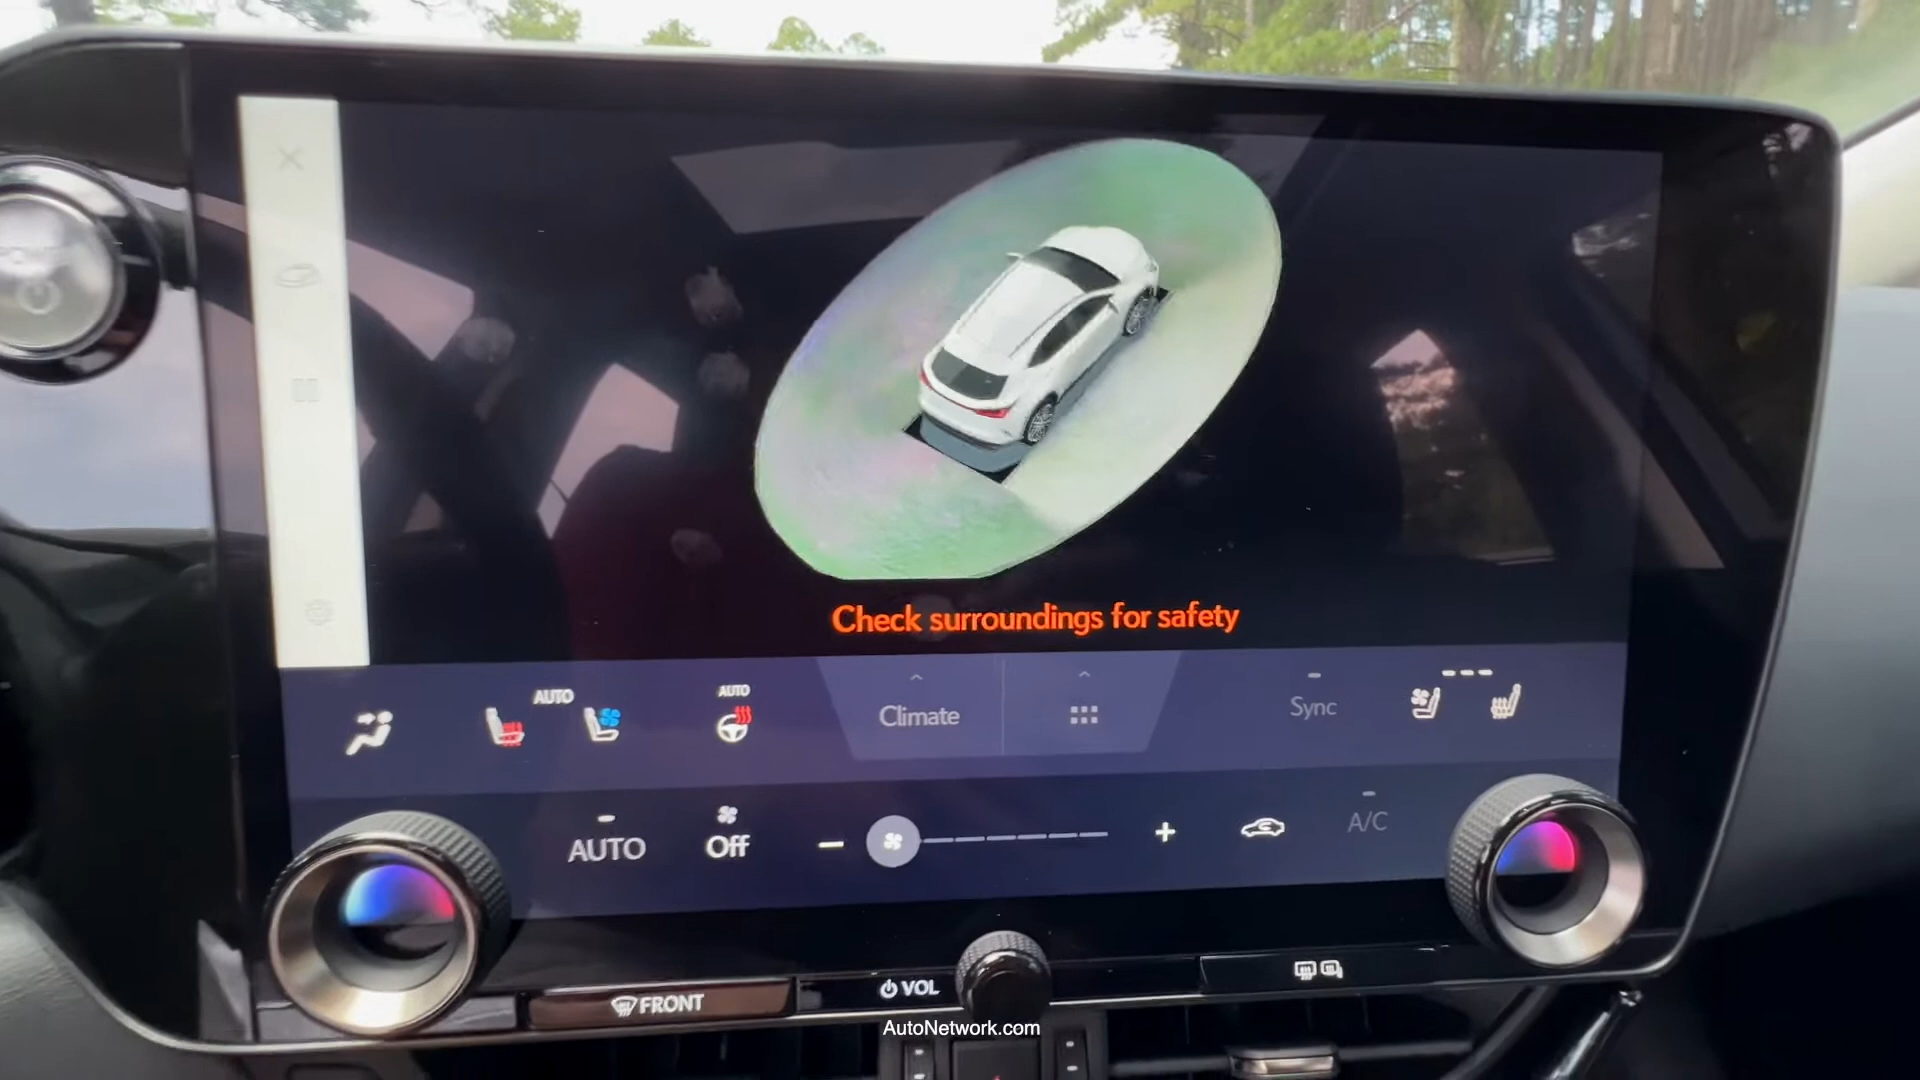 Check surroundings for safety
AUTO
AUTO
Climate
Sync
AUTO
Off
A/C
FRONT
VOL
AutoNetwork.com